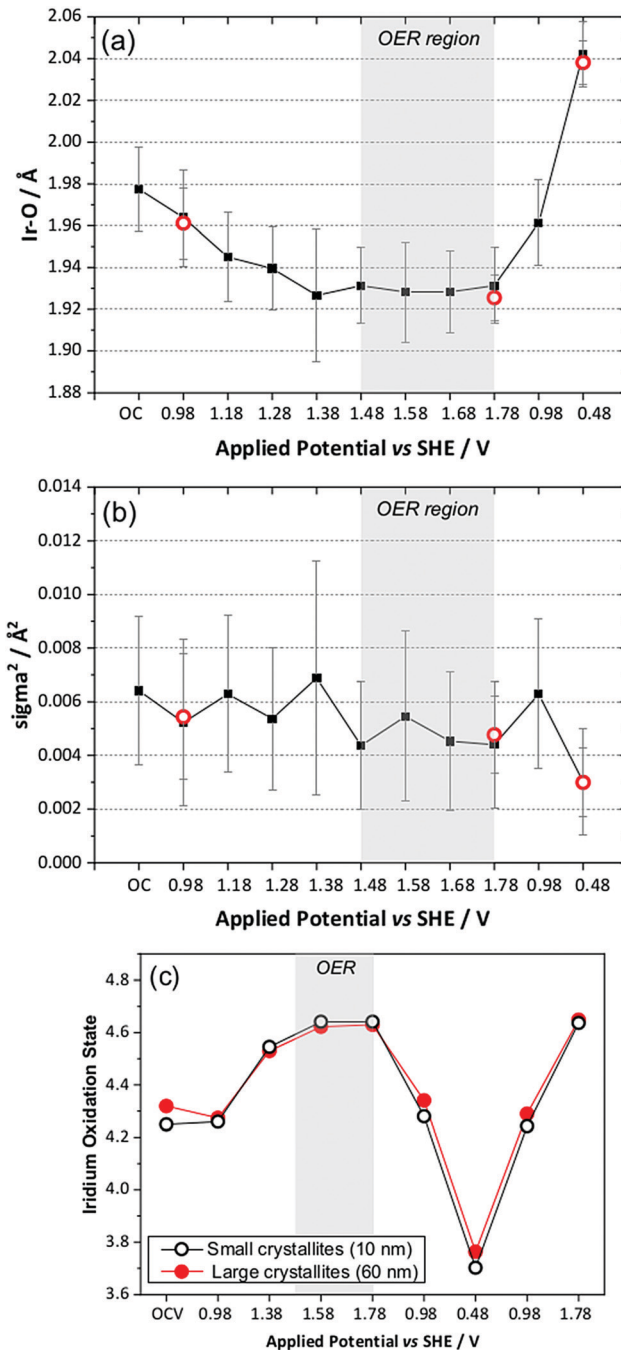 (a)
OER region
2.06
2.04
2.02
2.00
1.98
1.96
1.94
1.92
1.90
1.88
Ir-O / Å
OC 0.98 1.18 1.28 1.38 1.48 1.58 1.68 1.78 0.98 0.48
Applied Potential vs SHE / V
(b)
OER region
0.014
0.012
0.010
0.008
0.006
0.004
0.002
0.000
sigma² / Å²
OC 0.98 1.18 1.28 1.38 1.48 1.58 1.68 1.78 0.98 0.48
Applied Potential vs SHE / V
(c)
OER
4.8
4.6
4.4
4.2
4.0
3.8
3.6
Iridium Oxidation State
Small crystallites (10 nm)
Large crystallites (60 nm)
OCV 0.98 1.38 1.58 1.78 0.98 0.48 0.98 1.78
Applied Potential vs SHE / V